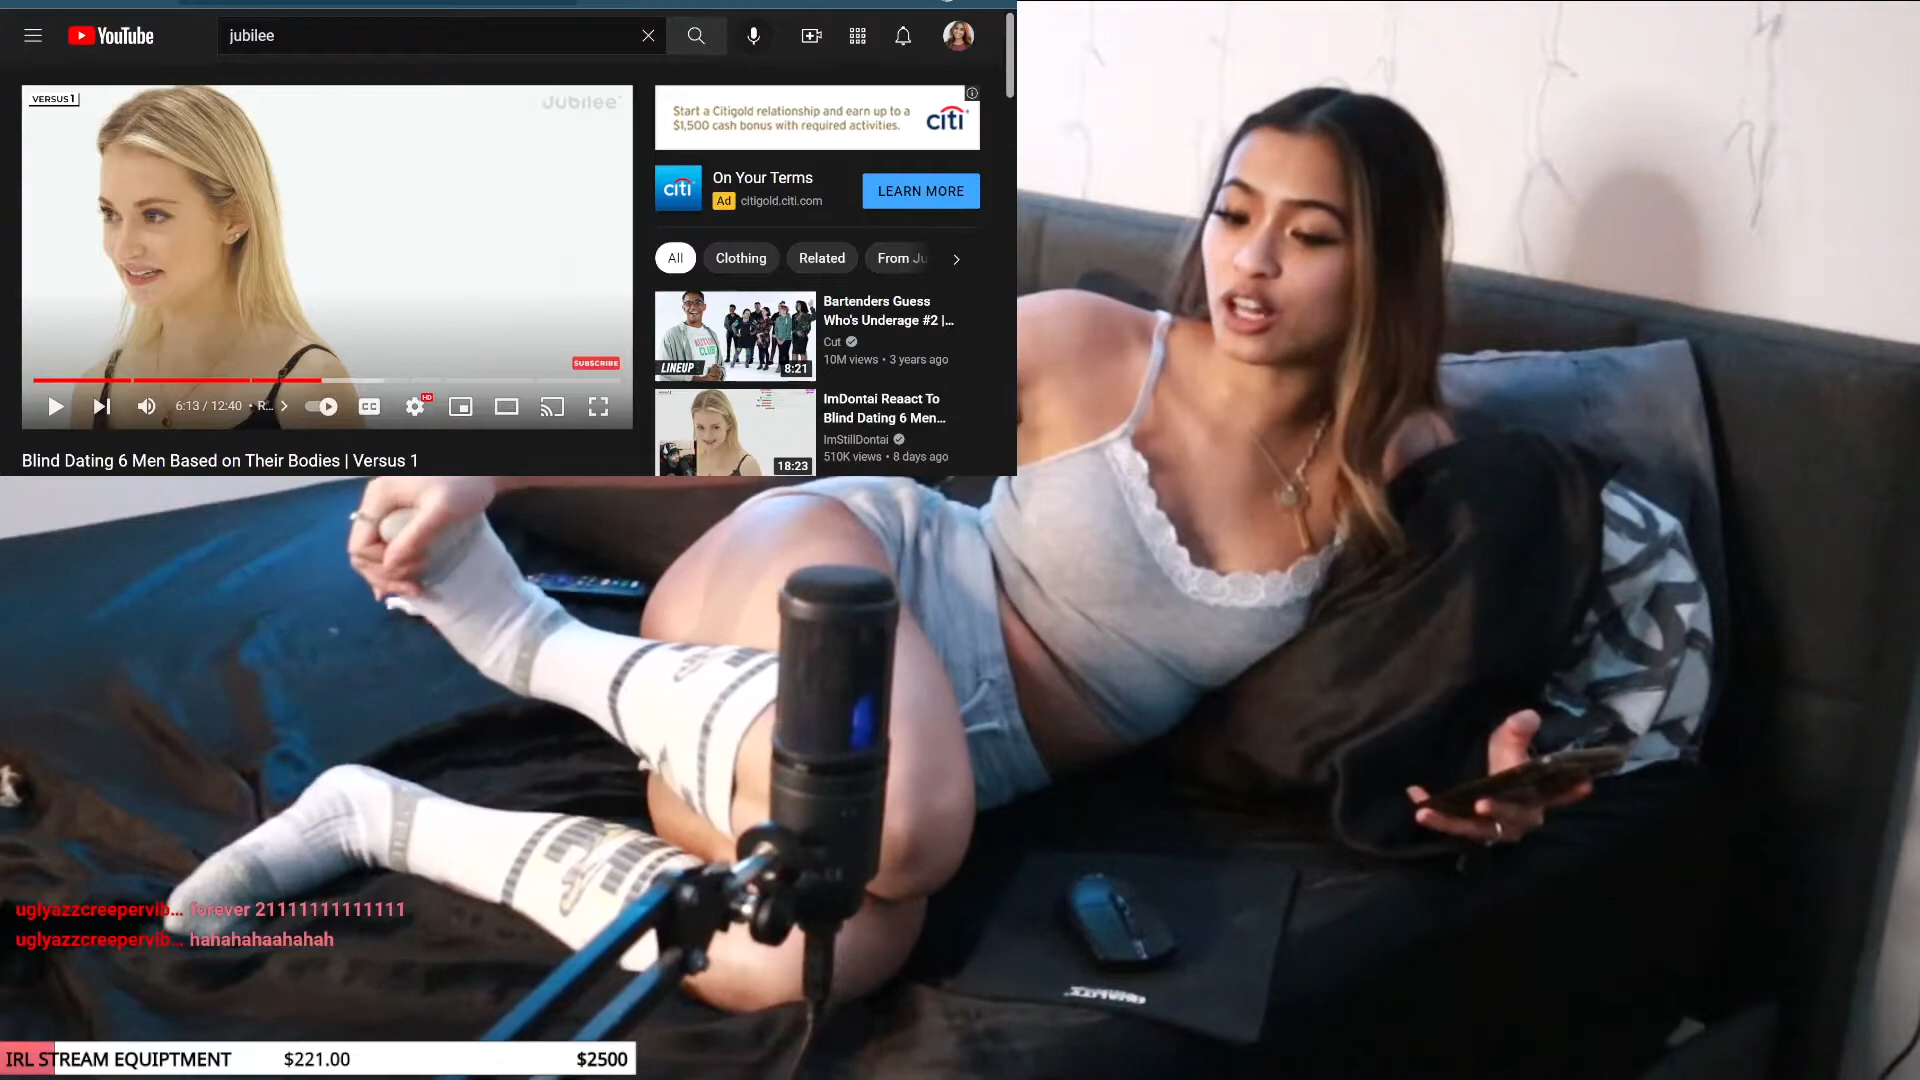 YouTube
jubilee
VERSUS 1
Jubilee
SUBSCRIBE
6:13 / 12:40 • R...
CC
HD
Blind Dating 6 Men Based on Their Bodies | Versus 1
Start a Citigold relationship and earn up to a
$1,500 cash bonus with required activities.
citi
citi
On Your Terms
Ad citigold.citi.com
LEARN MORE
All
Clothing
Related
From Ju
LINEUP
8:21
Bartenders Guess
Who's Underage #2 |...
Cut
10M views • 3 years ago
18:23
ImDontai Reaact To
Blind Dating 6 Men...
ImStillDontai
510K views • 8 days ago
uglyazzcreepervib... forever 21111111111111
uglyazzcreepervib... hahahahaahahah
IRL STREAM EQUIPTMENT $221.00 $2500